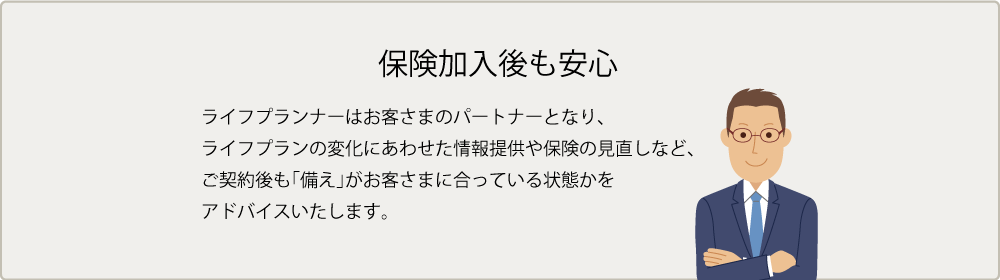 保険加入後も安心
ライフプランナーはお客さまのパートナーとなり、
ライフプランの変化にあわせた情報提供や保険の見直しなど、
ご契約後も「備え」がお客さまに合っている状態かを
アドバイスいたします。